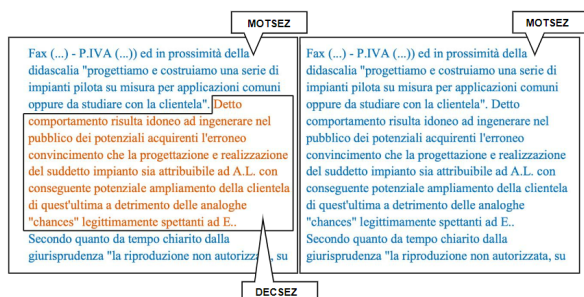 MOTSEZ
Fax (...) - P.IVA (...)) ed in prossimità della
didascalia "progettiamo e costruiamo una serie di
impianti pilota su misura per applicazioni comuni
oppure da studiare con la clientela". Detto
comportamento risulta idoneo ad ingenerare nel
pubblico dei potenziali acquirenti l'erroneo
convincimento che la progettazione e realizzazione
del suddetto impianto sia attribuibile ad A.L. con
conseguente potenziale ampliamento della clientela
di quest'ultima a detrimento delle analoghe
"chances" legittimamente spettanti ad E..
Secondo quanto da tempo chiarito dalla
giurisprudenza "la riproduzione non autorizzata, su
DECSEZ
MOTSEZ
Fax (...) - P.IVA (...)) ed in prossimità della
didascalia "progettiamo e costruiamo una serie di
impianti pilota su misura per applicazioni comuni
oppure da studiare con la clientela". Detto
comportamento risulta idoneo ad ingenerare nel
pubblico dei potenziali acquirenti l'erroneo
convincimento che la progettazione e realizzazione
del suddetto impianto sia attribuibile ad A.L. con
conseguente potenziale ampliamento della clientela
di quest'ultima a detrimento delle analoghe
"chances" legittimamente spettanti ad E..
Secondo quanto da tempo chiarito dalla
giurisprudenza "la riproduzione non autorizzata, su